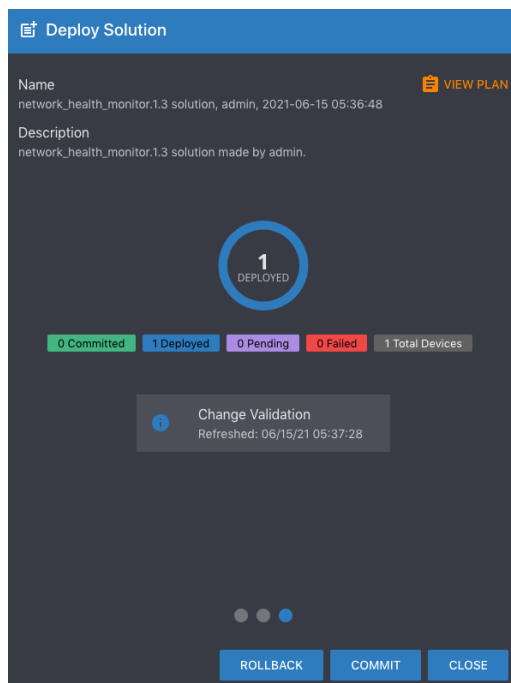 Deploy Solution
Name
VIEW PLAN
network_health_monitor.1.3 solution, admin, 2021-06-15 05:36:48
Description
network_health_monitor.1.3 solution made by admin.
1
DEPLOYED
0 Committed 1 Deployed 0 Pending 0 Failed 1 Total Devices
Change Validation
Refreshed: 06/15/21 05:37:28
ROLLBACK COMMIT CLOSE